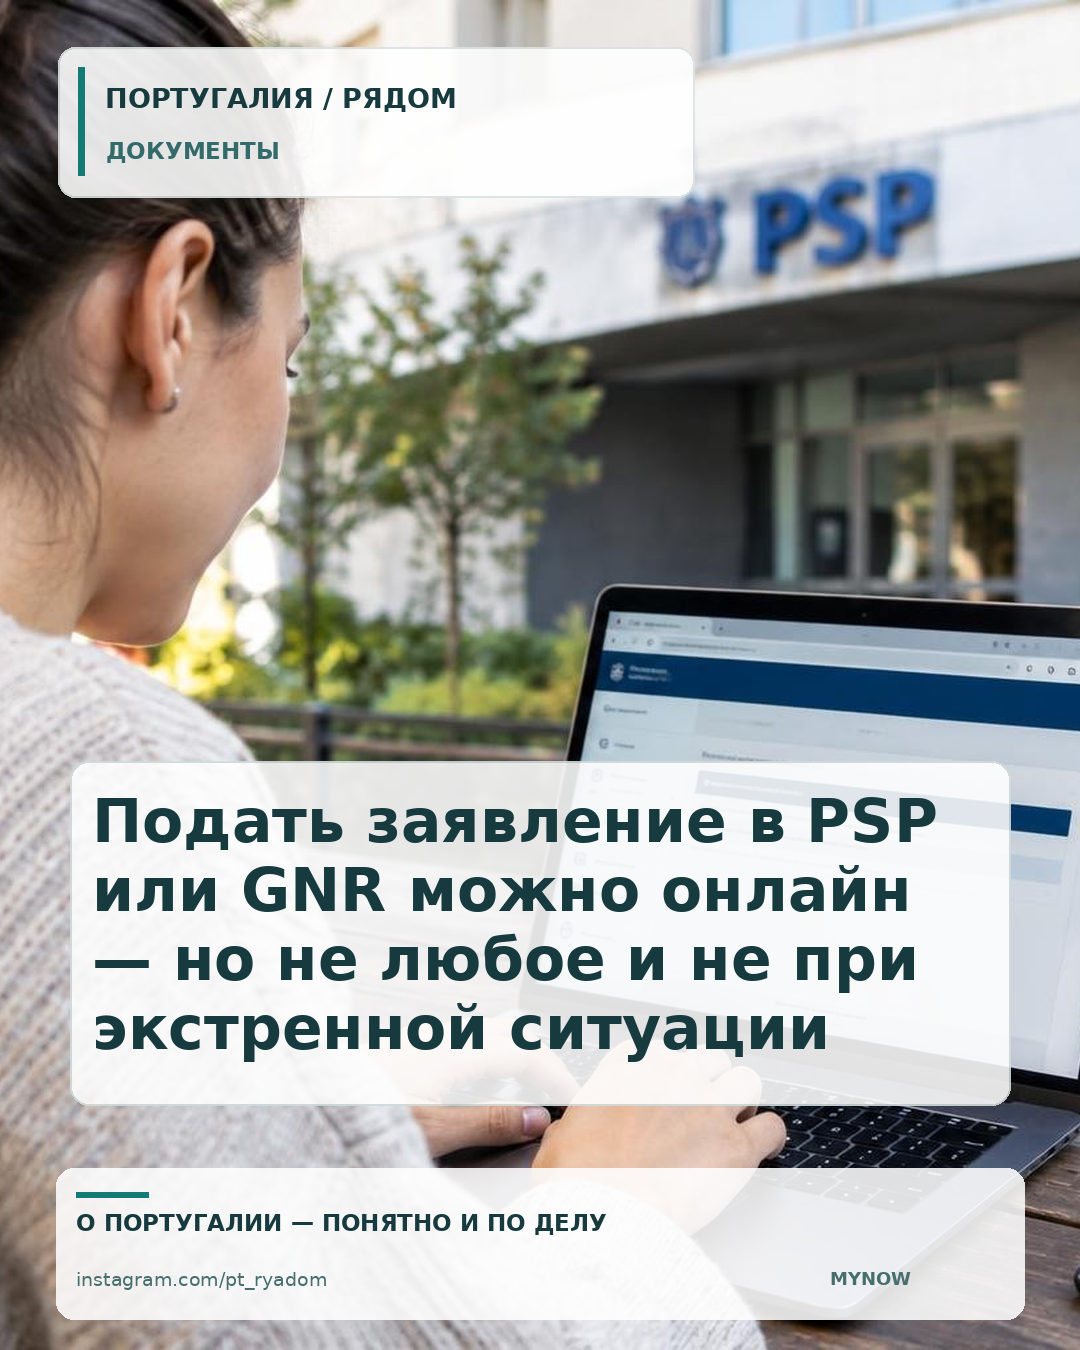 ПОРТУГАЛИЯ / РЯДОМ
ДОКУМЕНТЫ
PSP
Подать заявление в PSP
или GNR можно онлайн
— но не любое и не при
экстренной ситуации
О ПОРТУГАЛИИ — ПОНЯТНО И ПО ДЕЛУ
instagram.com/pt_ryadom
MYNOW